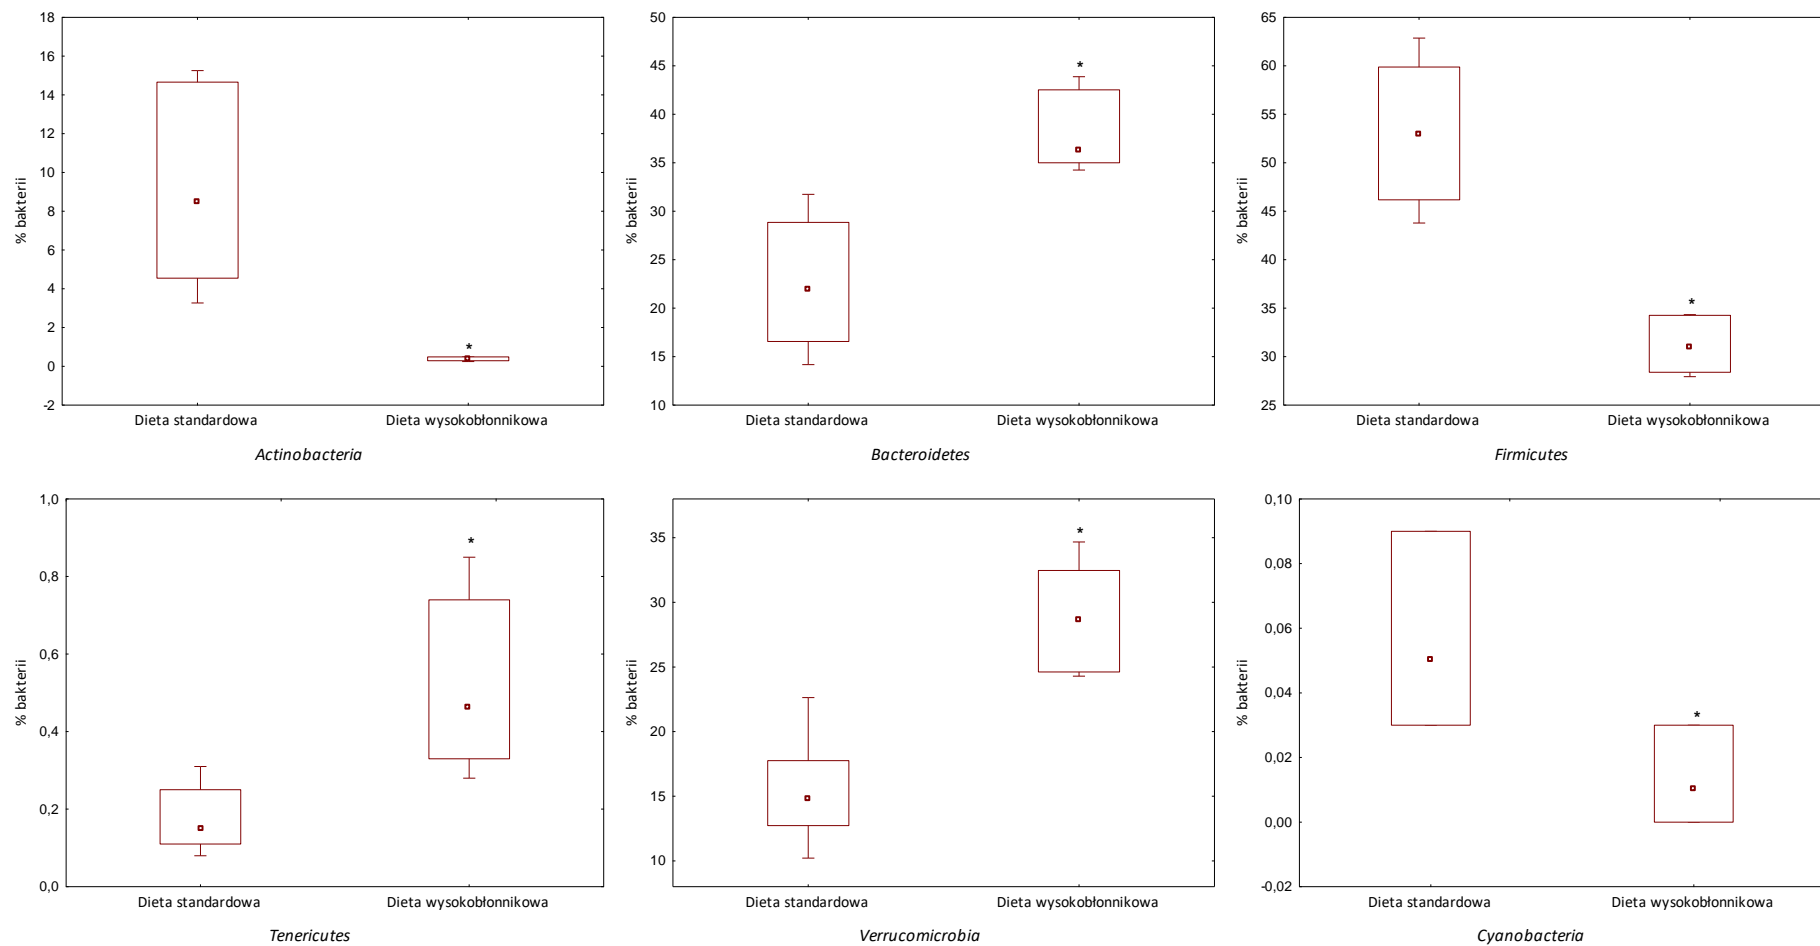 18
16
14
12
10
8
6
4
2
0
-2
% bakterii
*
Dieta standardowa
Dieta wysokobłonnikowa
Actinobacteria
50
45
40
35
30
25
20
15
10
% bakterii
*
Dieta standardowa
Dieta wysokobłonnikowa
Bacteroidetes
65
60
55
50
45
40
35
30
25
% bakterii
*
Dieta standardowa
Dieta wysokobłonnikowa
Firmicutes
1,0
0,8
0,6
0,4
0,2
0,0
% bakterii
*
Dieta standardowa
Dieta wysokobłonnikowa
Tenericutes
35
30
25
20
15
10
% bakterii
*
Dieta standardowa
Dieta wysokobłonnikowa
Verrucomicrobia
0,10
0,08
0,06
0,04
0,02
0,00
-0,02
% bakterii
*
Dieta standardowa
Dieta wysokobłonnikowa
Cyanobacteria